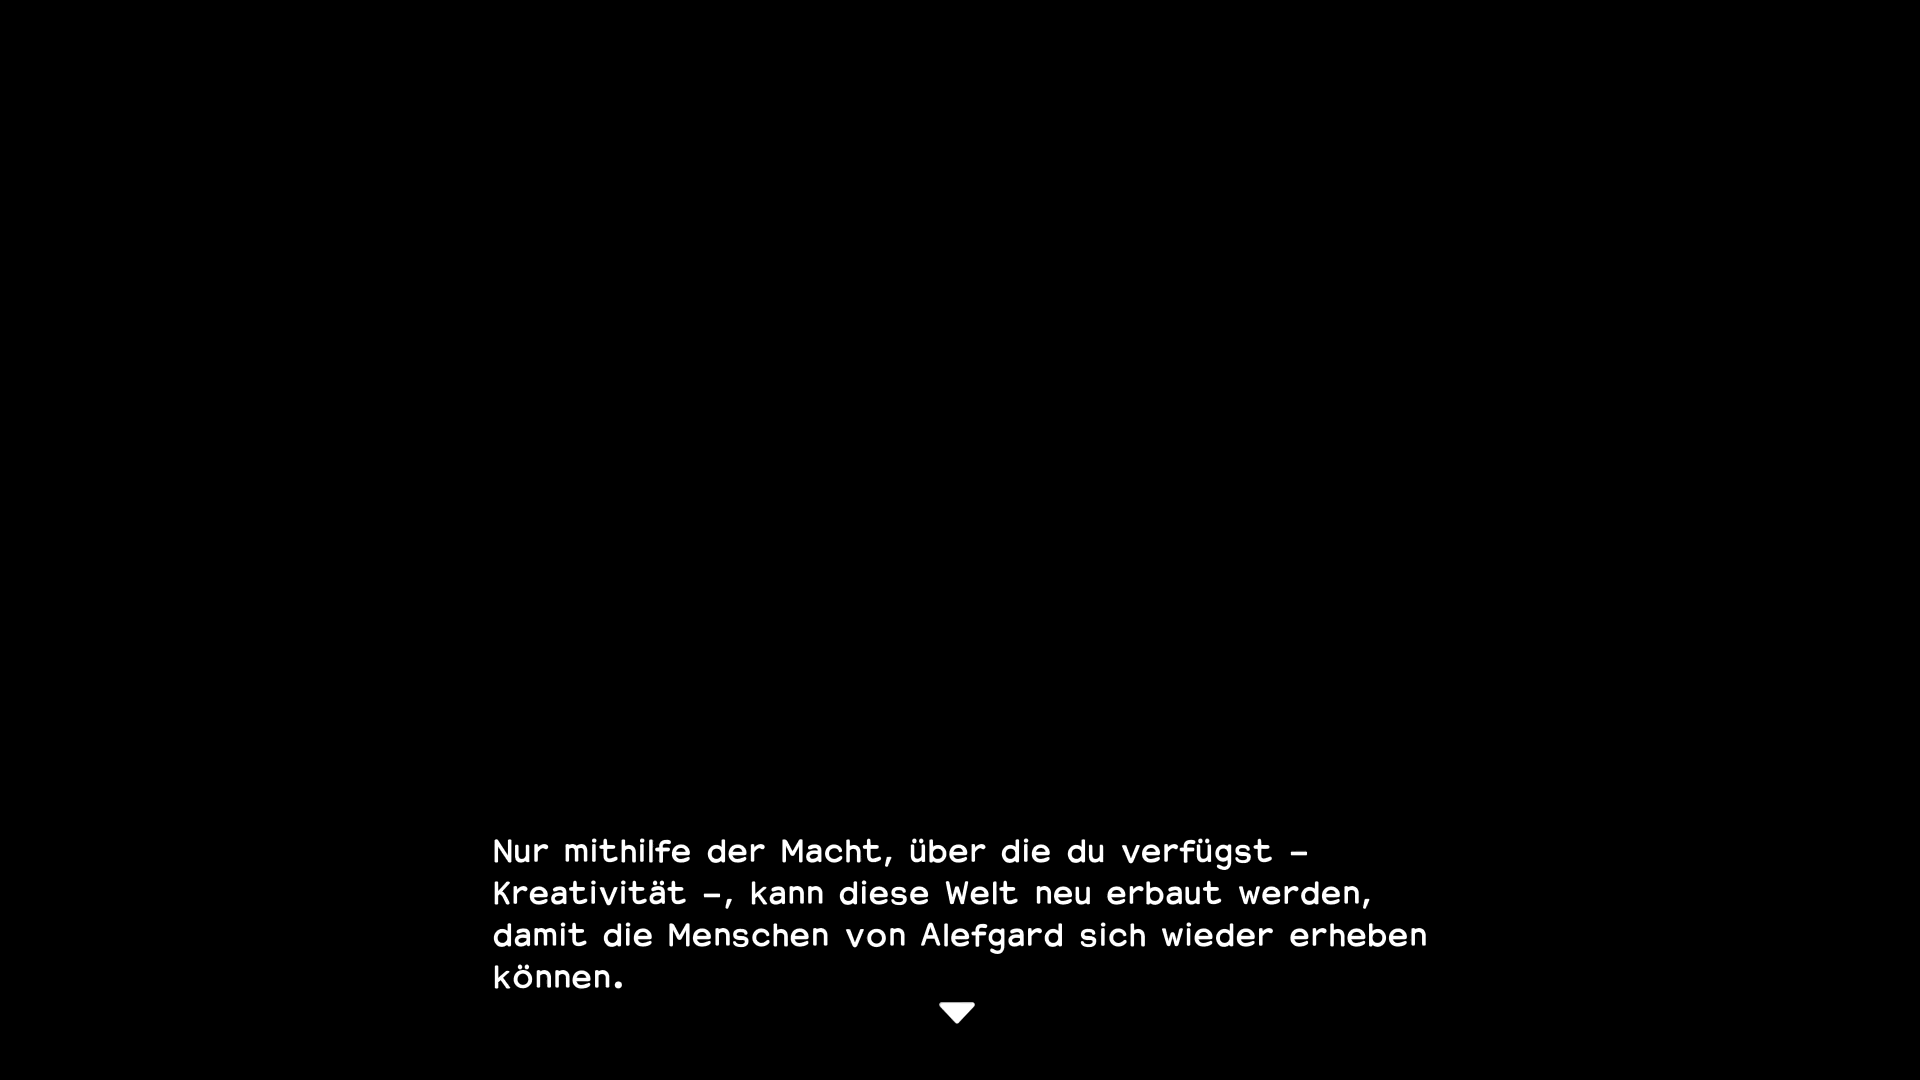 Nur mithilfe der Macht, über die du verfügst –
Kreativität –, kann diese Welt neu erbaut werden,
damit die Menschen von Alefgard sich wieder erheben
können.